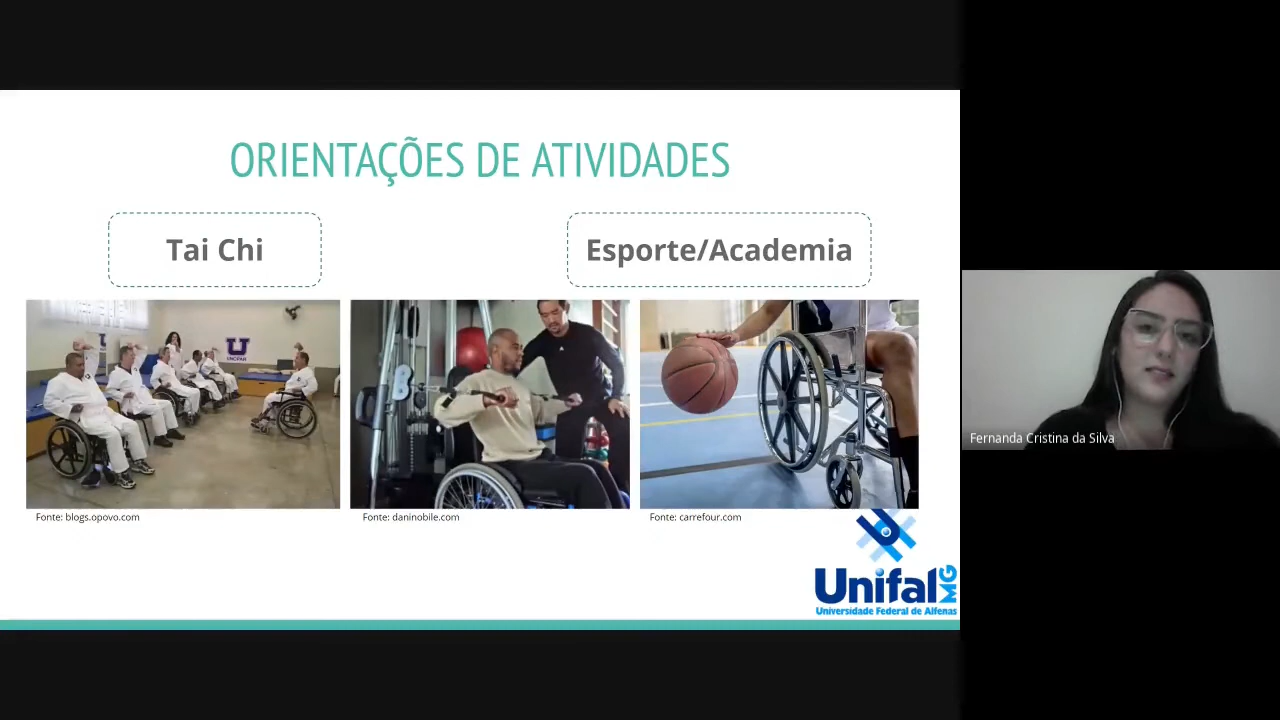 ORIENTAÇÕES DE ATIVIDADES
Tai Chi
Esporte/Academia
U
UNOPAR
Fonte: blogs.opovo.com
Fonte: daninobile.com
Fonte: carrefour.com
Unifal MG
Universidade Federal de Alfenas
Fernanda Cristina da Silva